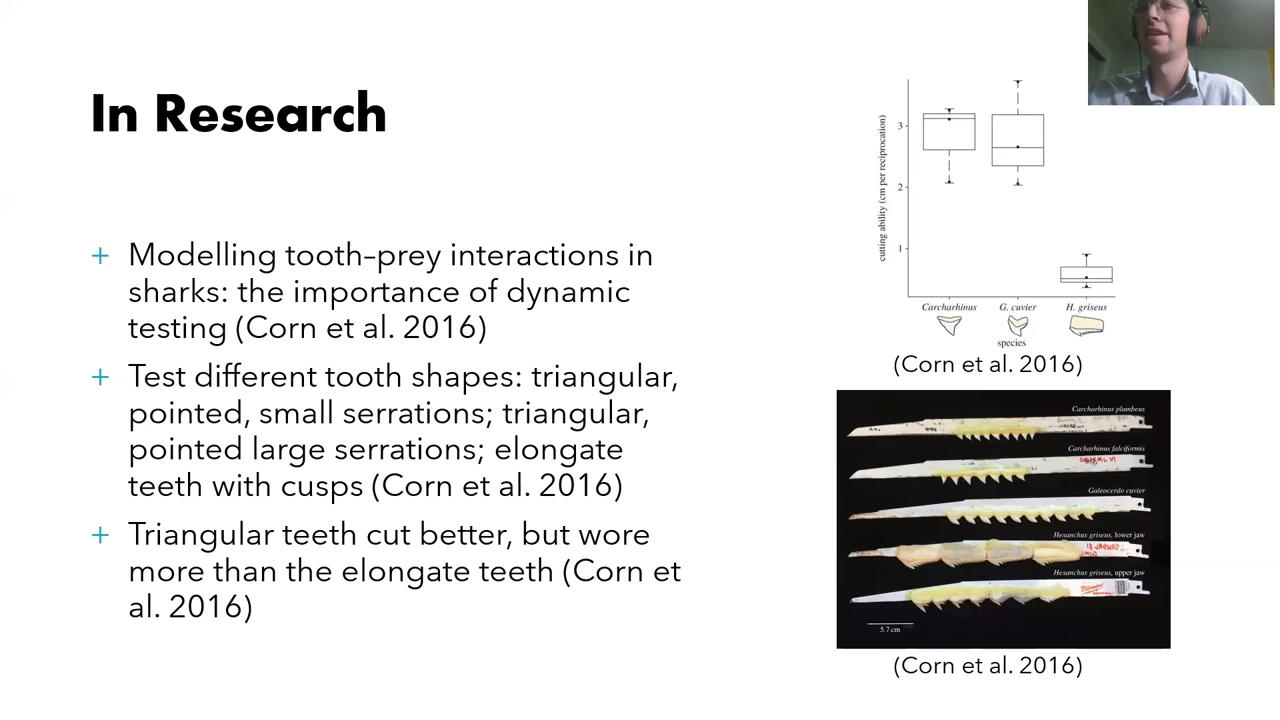 In Research
+ Modelling tooth–prey interactions in
sharks: the importance of dynamic
testing (Corn et al. 2016)
+ Test different tooth shapes: triangular,
pointed, small serrations; triangular,
pointed large serrations; elongate
teeth with cusps (Corn et al. 2016)
+ Triangular teeth cut better, but wore
more than the elongate teeth (Corn et
al. 2016)
cutting ability (cm per reciprocation)
3
2
1
Carcharhinus G. cuvier H. griseus
species
(Corn et al. 2016)
Carcharhinus plumbeus
Carcharhinus falciformis
Galeocerdo cuvier
Hexanchus griseus, lower jaw
Hexanchus griseus, upper jaw
Milwaukee
5.7 cm
(Corn et al. 2016)